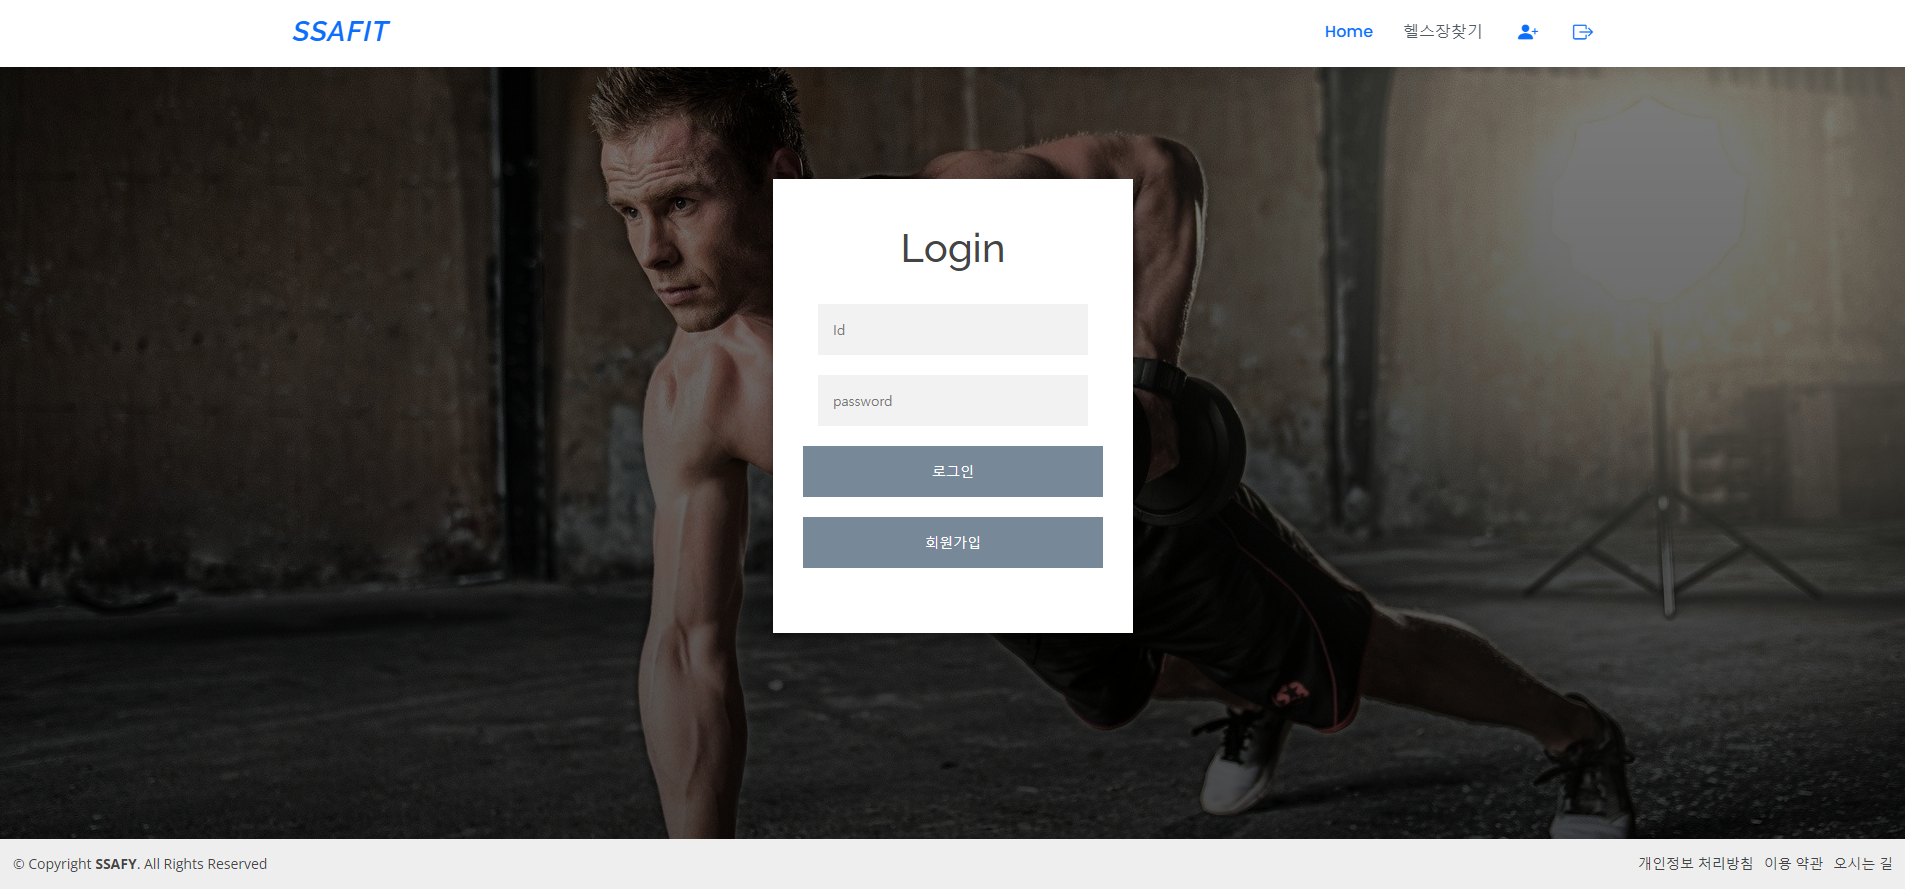 SSAFIT
Home 헬스장찾기
Login
Id
password
로그인
회원가입
© Copyright SSAFY. All Rights Reserved
개인정보 처리방침 이용 약관 오시는 길